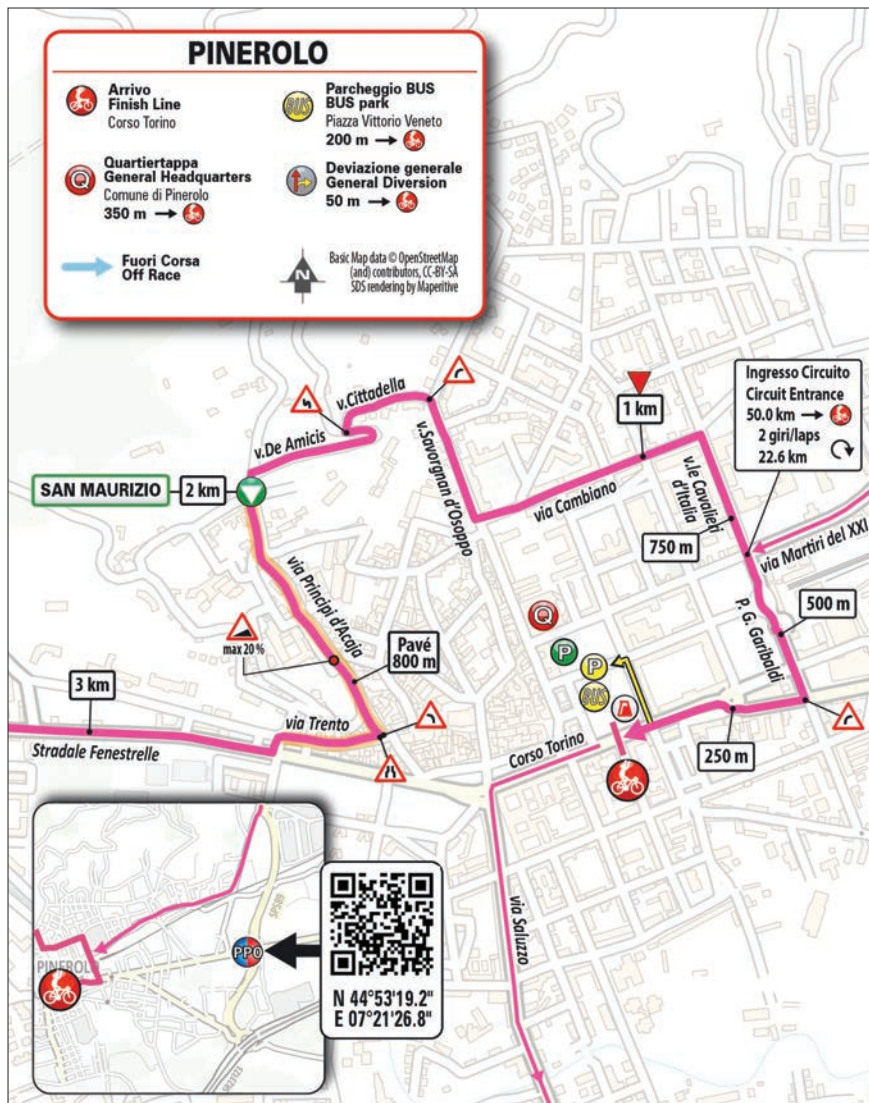 PINEROLO
Arrivo
Finish Line
Corso Torino
Parcheggio BUS
BUS park
Piazza Vittorio Veneto
200 m
Quartiertappa
General Headquarters
Comune di Pinerolo
350 m
Deviazione generale
General Diversion
50 m
Fuori Corsa
Off Race
N
Basic Map data © OpenStreetMap
(and) contributors, CC-BY-SA
SDS rendering by Maperitive
Q
BUS
v.Cittadella
v.De Amicis
1 km
Ingresso Circuito
Circuit Entrance
50.0 km
2 giri/laps
22.6 km
SAN MAURIZIO
2 km
v.Savorgnan d'Osoppo
via Cambiano
v.le Cavalieri
d'Italia
750 m
via Martiri del XXI
via Principi d'Acaja
max 20 %
Pavé
800 m
Q
P
P
BUS
P. G. Garibaldi
500 m
3 km
via Trento
Stradale Fenestrelle
Corso Torino
250 m
via Saluzzo
PINEROLO
SP589
PPO
SR23
N 44°53'19.2"
E 07°21'26.8"